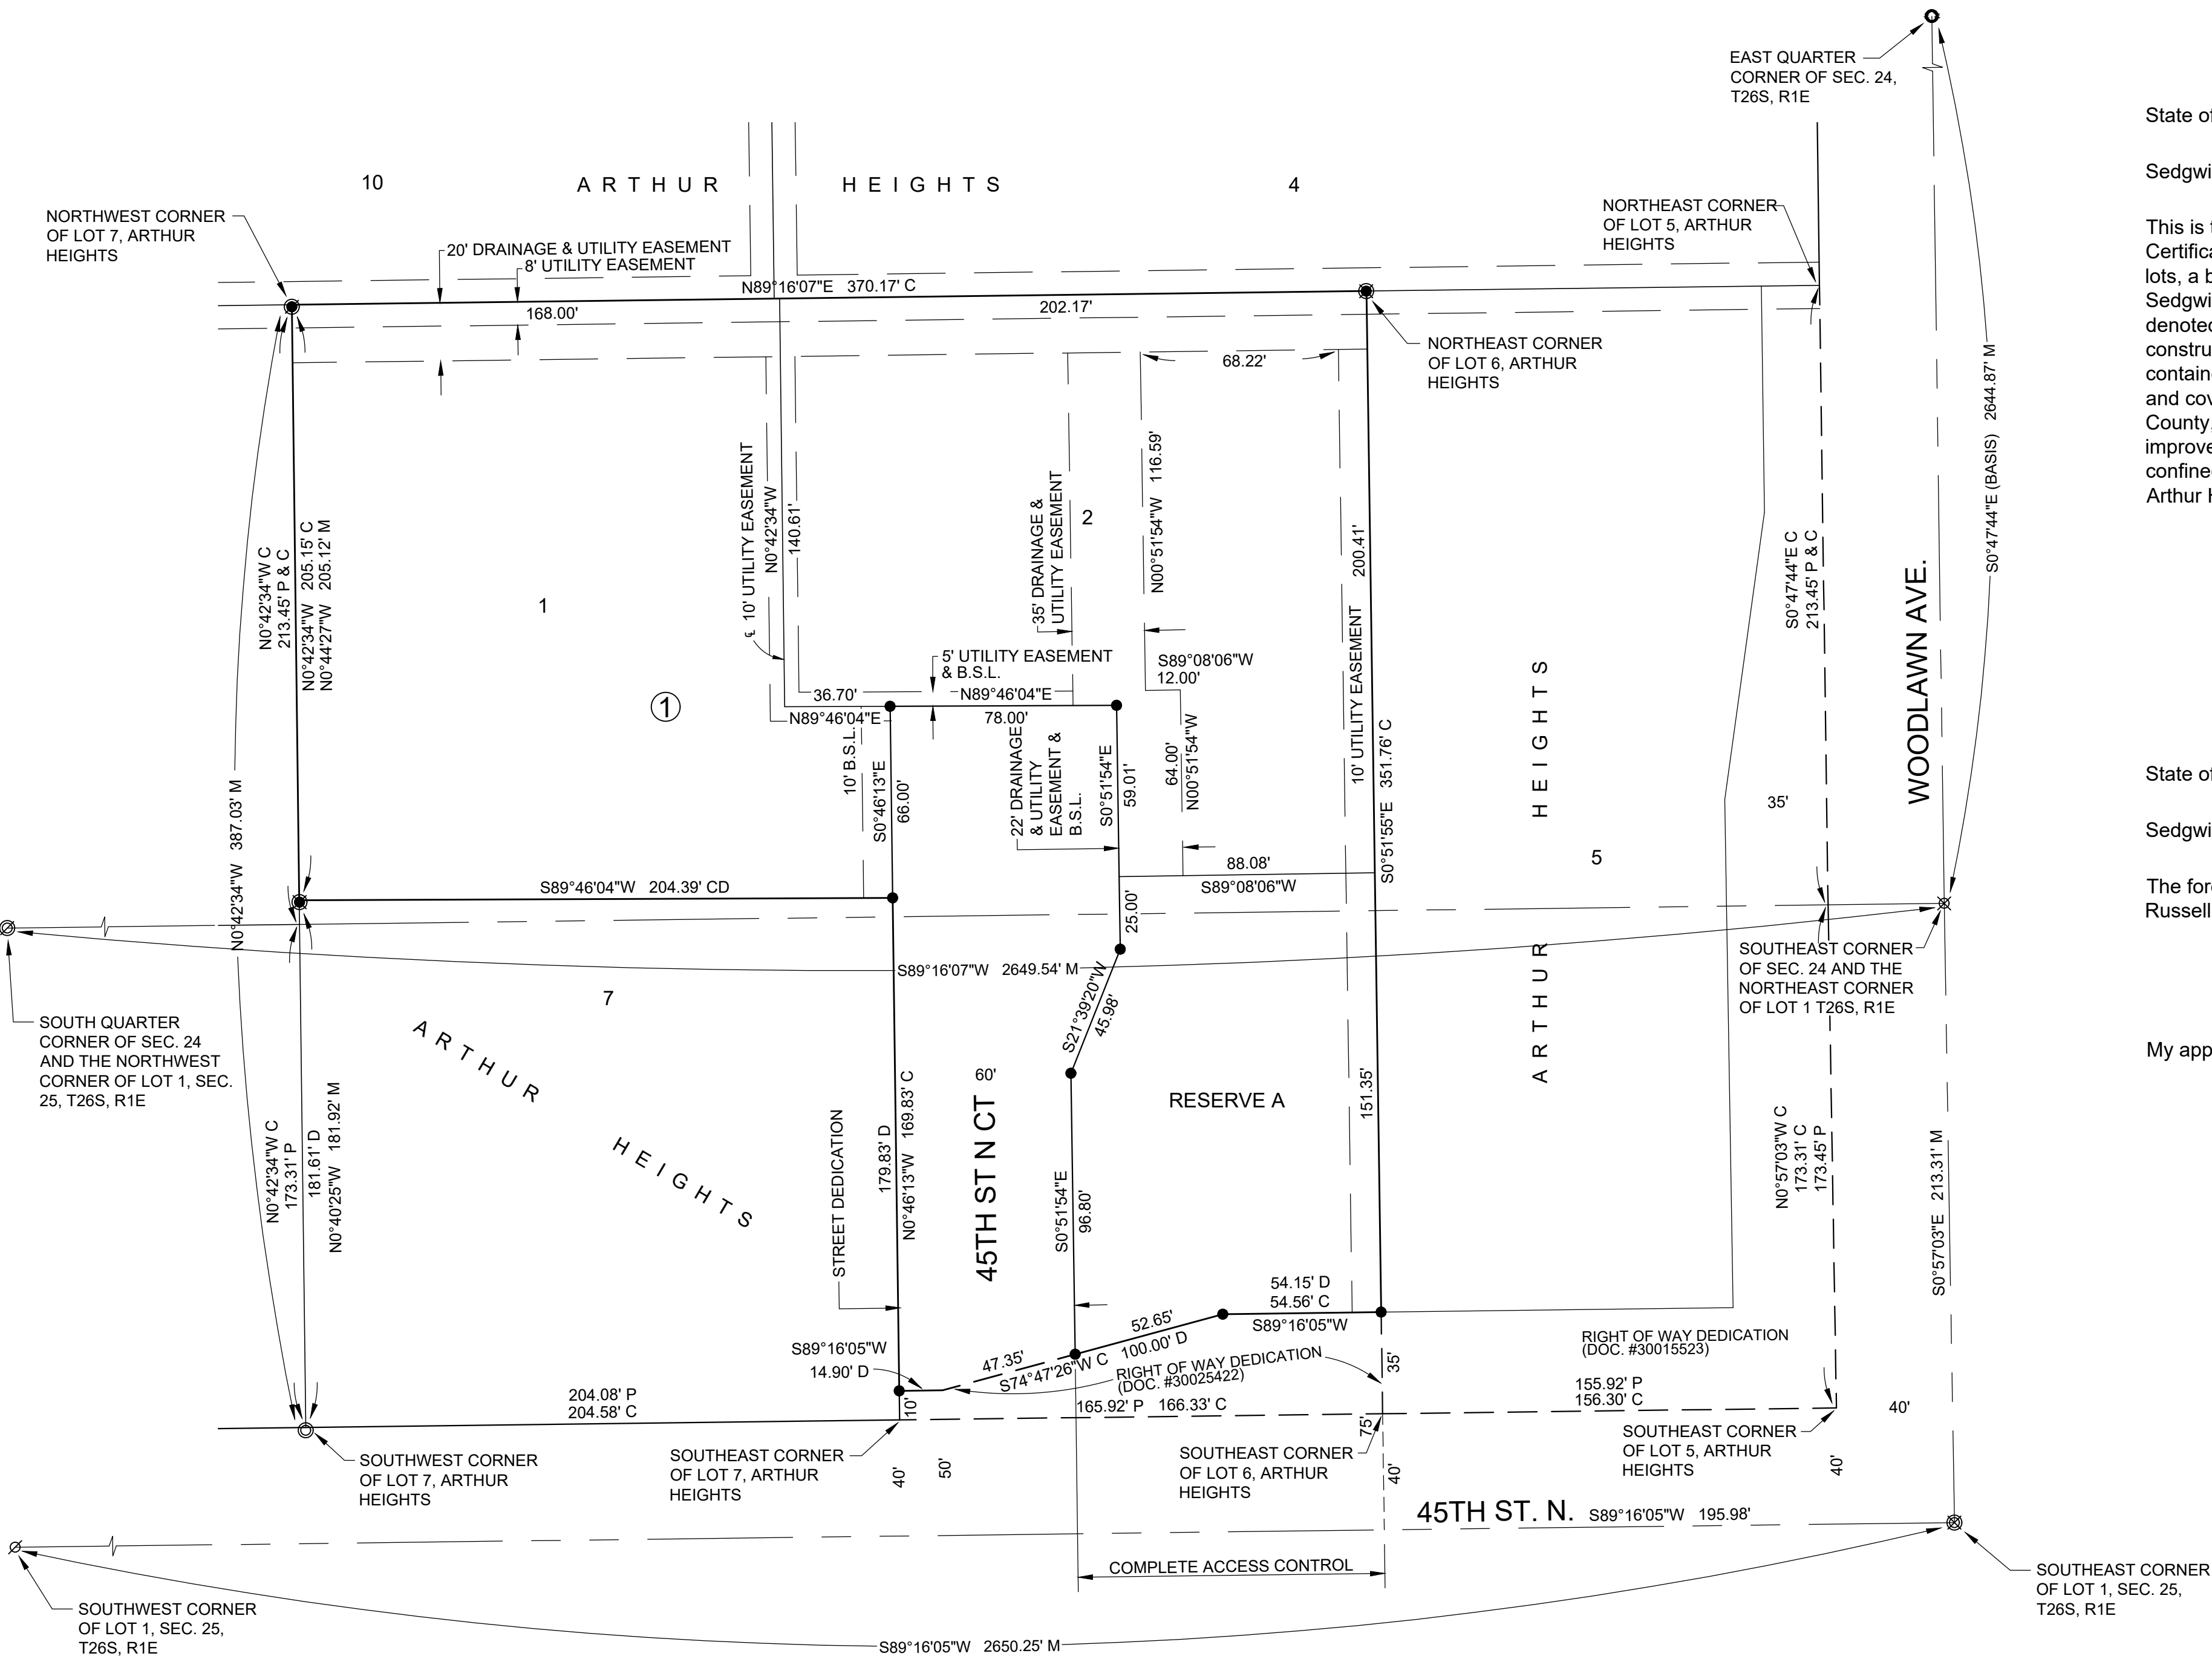 EAST QUARTER
CORNER OF SEC. 24,
T26S, R1E
10
ARTHUR HEIGHTS
4
NORTHWEST CORNER
OF LOT 7, ARTHUR
HEIGHTS
NORTHEAST CORNER
OF LOT 5, ARTHUR
HEIGHTS
20' DRAINAGE & UTILITY EASEMENT
8' UTILITY EASEMENT
N89°16'07"E 370.17' C
168.00'
202.17'
NORTHEAST CORNER
OF LOT 6, ARTHUR
HEIGHTS
68.22'
S0°47'44"E (BASIS) 2644.87' M
N0°42'34"W C
213.45' P & C
N0°42'34"W 205.15' C
N0°44'27"W 205.12' M
1
1
℄ 10' UTILITY EASEMENT
N0°42'34"W
140.61'
35' DRAINAGE &
UTILITY EASEMENT
2
N00°51'54"W 116.59'
200.41'
10' UTILITY EASEMENT
10' UTILITY EASEMENT
S0°51'55"E 351.76' C
S0°47'44"E C
213.45' P & C
WOODLAWN AVE.
5' UTILITY EASEMENT
& B.S.L.
S89°08'06"W
12.00'
36.70'
N89°46'04"E
N89°46'04"E
78.00'
10' B.S.L.
S0°46'13"E
66.00'
22' DRAINAGE
& UTILITY
EASEMENT &
B.S.L.
S0°51'54"E
59.01'
64.00'
N00°51'54"W
35'
ARTHUR HEIGHTS
5
88.08'
S89°08'06"W
S89°46'04"W 204.39' CD
N0°42'34"W 387.03' M
25.00'
S89°16'07"W 2649.54' M
SOUTHEAST CORNER
OF SEC. 24 AND THE
NORTHEAST CORNER
OF LOT 1 T26S, R1E
7
ARTHUR
HEIGHTS
SOUTH QUARTER
CORNER OF SEC. 24
AND THE NORTHWEST
CORNER OF LOT 1, SEC.
25, T26S, R1E
S21°39'20"W
45.98'
60'
45TH ST N CT
RESERVE A
151.35'
N0°42'34"W C
173.31' P
181.61' D
N0°40'25"W 181.92' M
STREET DEDICATION
179.83' D
N0°46'13"W 169.83' C
S0°51'54"E
96.80'
N0°57'03"W C
173.31' C
173.45' P
S0°57'03"E 213.31' M
54.15' D
54.56' C
S89°16'05"W
52.65'
100.00' D
47.35'
S74°47'26"W C
S89°16'05"W
14.90' D
RIGHT OF WAY DEDICATION
(DOC. #30025422)
RIGHT OF WAY DEDICATION
(DOC. #30015523)
35'
204.08' P
204.58' C
10'
165.92' P 166.33' C
75'
155.92' P
156.30' C
40'
SOUTHWEST CORNER
OF LOT 7, ARTHUR
HEIGHTS
SOUTHEAST CORNER
OF LOT 7, ARTHUR
HEIGHTS
40'
50'
SOUTHEAST CORNER
OF LOT 6, ARTHUR
HEIGHTS
40'
SOUTHEAST CORNER
OF LOT 5, ARTHUR
HEIGHTS
40'
45TH ST. N.
S89°16'05"W 195.98'
COMPLETE ACCESS CONTROL
SOUTHWEST CORNER
OF LOT 1, SEC. 25,
T26S, R1E
S89°16'05"W 2650.25' M
SOUTHEAST CORNER
OF LOT 1, SEC. 25,
T26S, R1E
State of
Sedgwi
This is t
Certifica
lots, a b
Sedgwi
denoted
constru
contain
and cov
County,
improve
confine
Arthur H
State of
Sedgwi
The fore
Russell
My app